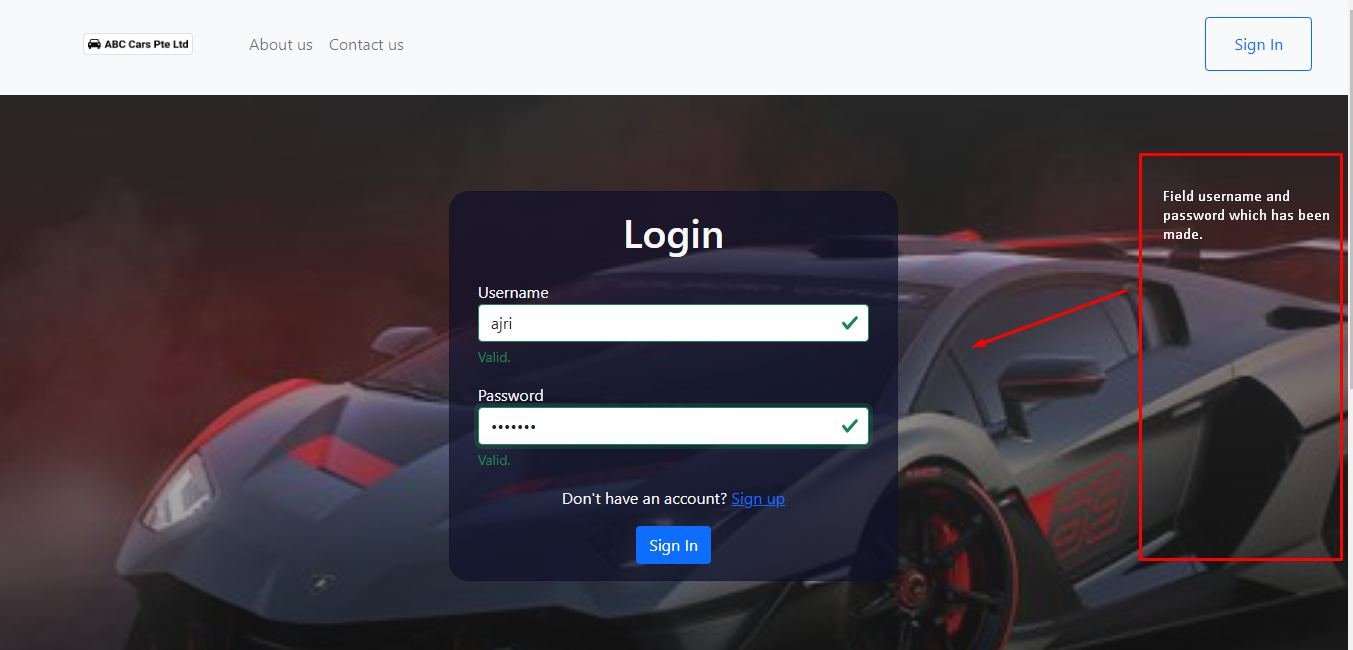 ABC Cars Pte Ltd
About us
Contact us
Sign In
Login
Username
ajri
Valid.
Password
•••••••
Valid.
Don't have an account? Sign up
Sign In
Field username and
password which has been
made.